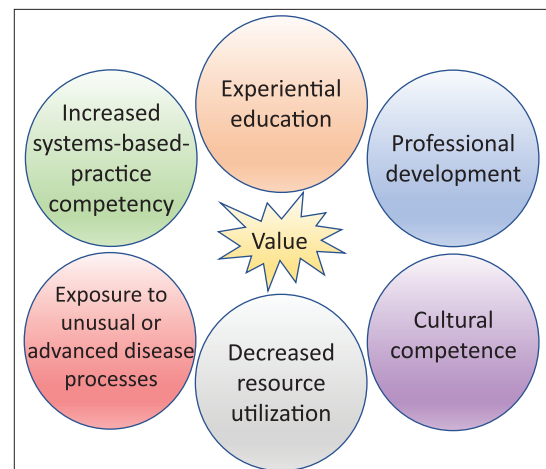 Experiential
education
Increased
systems-based-
practice
competency
Professional
development
Value
Exposure to
unusual or
advanced disease
processes
Cultural
competence
Decreased
resource
utilization